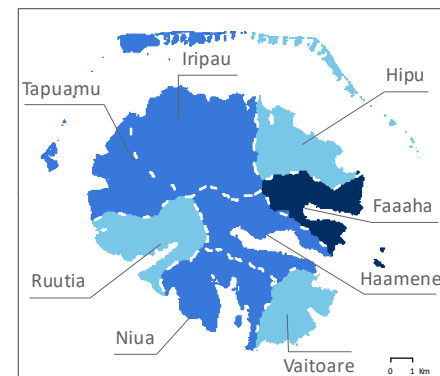 Iripau
Hipu
Tapuamu
Faaaha
Ruutia
Haamene
Niua
Vaitoare
0 1 Km